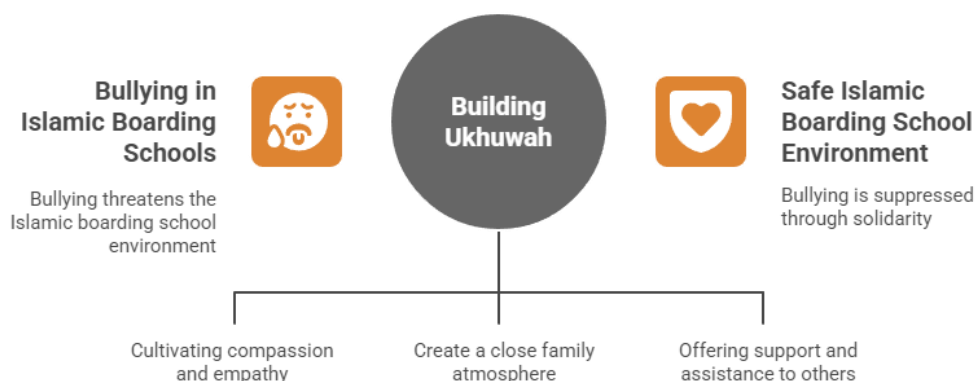 Bullying in
Islamic Boarding
Schools
Bullying threatens the
Islamic boarding school
environment
Building
Ukhuwah
Safe Islamic
Boarding School
Environment
Bullying is suppressed
through solidarity
Cultivating compassion
and empathy
Create a close family
atmosphere
Offering support and
assistance to others